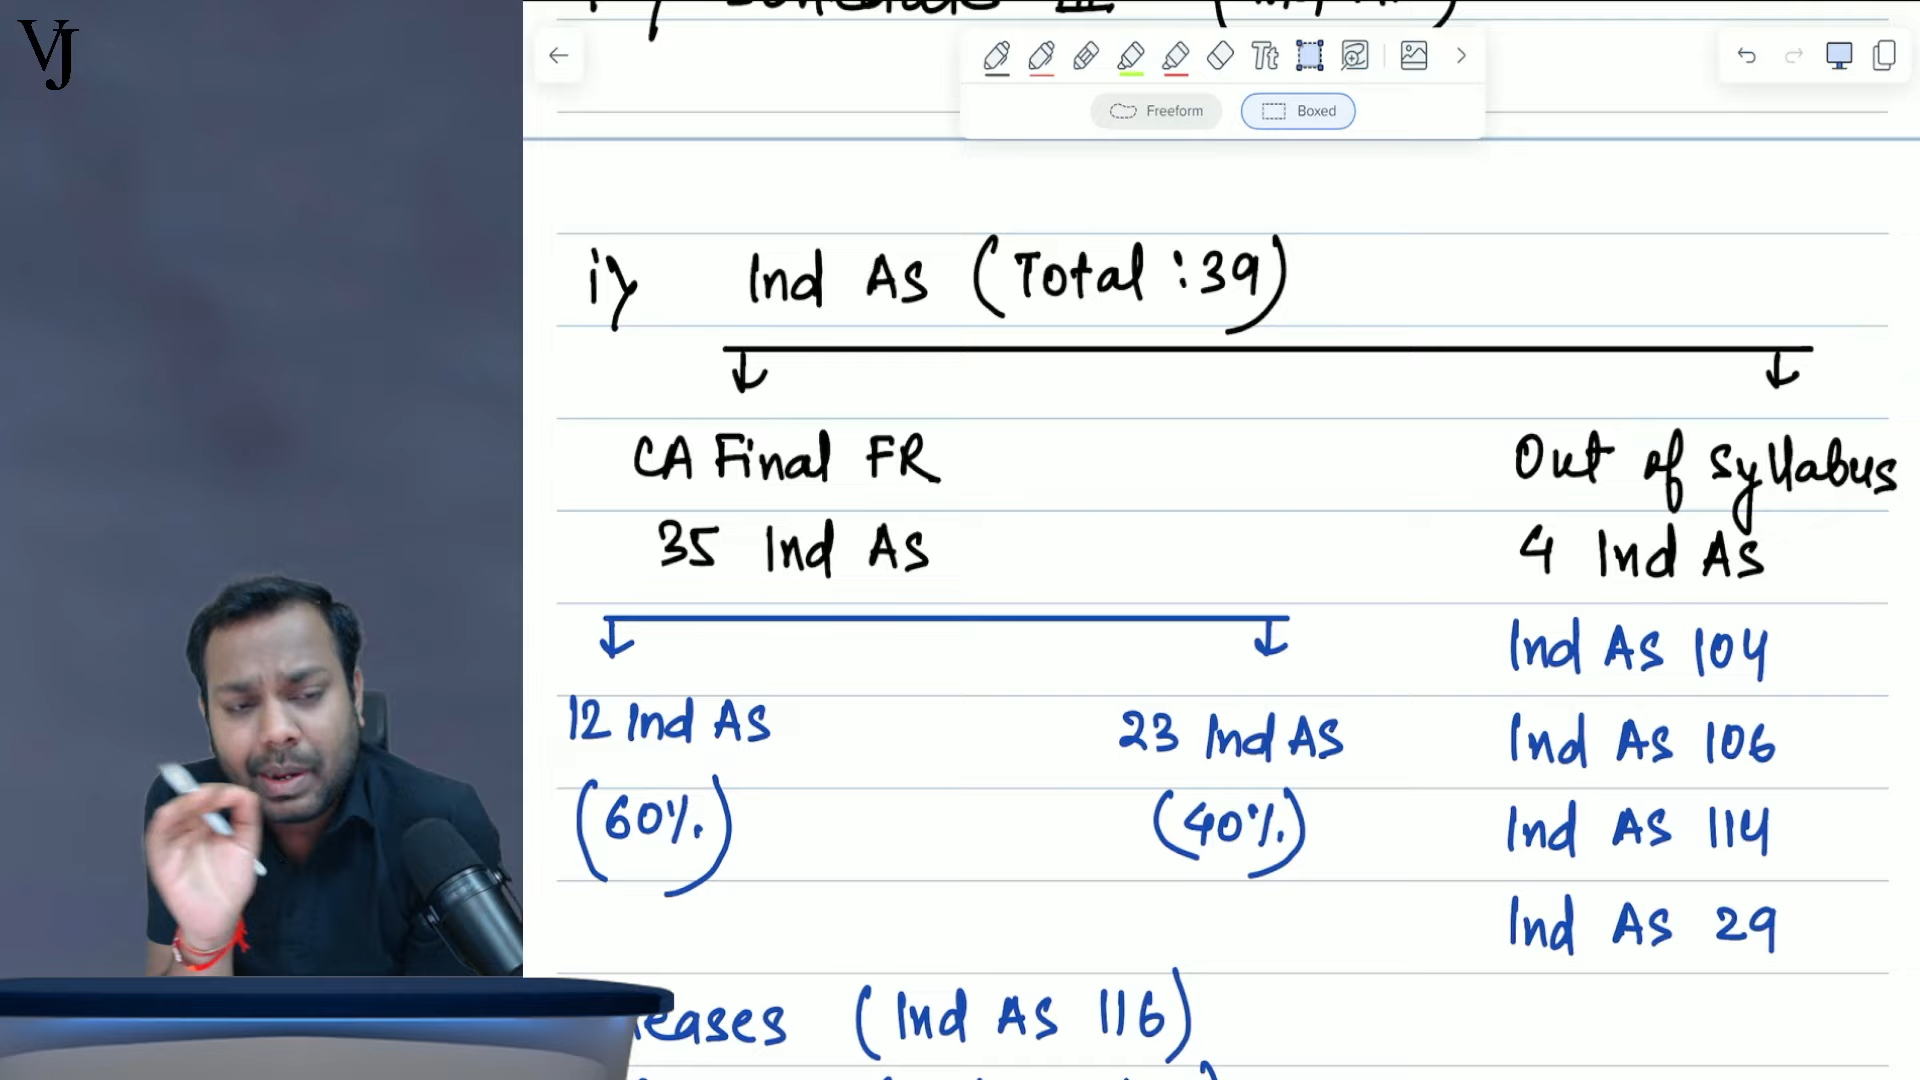 VJ
Freeform
Boxed
Tt
i) Ind AS (Total : 39)
CA Final FR
Out of syllabus
35 Ind AS
4 Ind AS
Ind AS 104
12 Ind AS
23 Ind AS
Ind AS 106
(60%)
(40%)
Ind AS 114
Ind AS 29
eases (Ind AS 116)